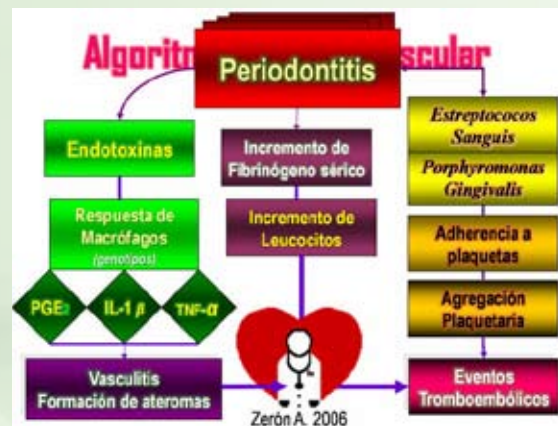 Algorit
scular
Periodontitis
Endotoxinas
Respuesta de
Macrófagos
(genotipos)
PGE2
IL-1 β
TNF-α
Vasculitis
Formación de ateromas
Incremento de
Fibrinógeno sérico
Incremento de
Leucocitos
Zerón A. 2006
Estreptococos
Sanguis
Porphyromonas
Gingivalis
Adherencia a
plaquetas
Agregación
Plaquetaria
Eventos
Tromboembólicos